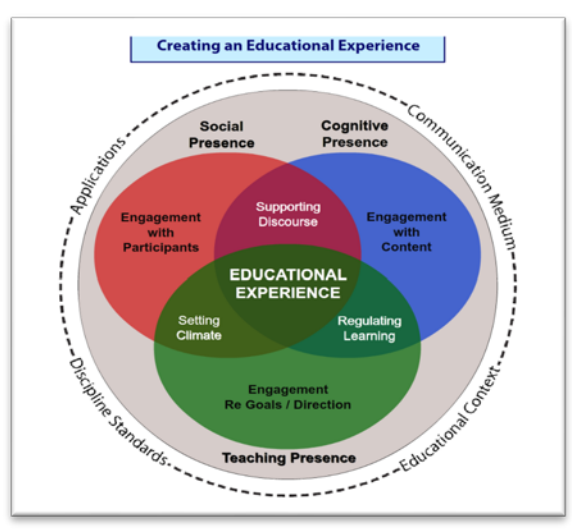 Creating an Educational Experience
Applications
Communication Medium
Social
Presence
Cognitive
Presence
Engagement
with
Participants
Supporting
Discourse
Engagement
with
Content
EDUCATIONAL
EXPERIENCE
Setting
Climate
Regulating
Learning
Engagement
Re Goals / Direction
Teaching Presence
Discipline Standards
Educational Context